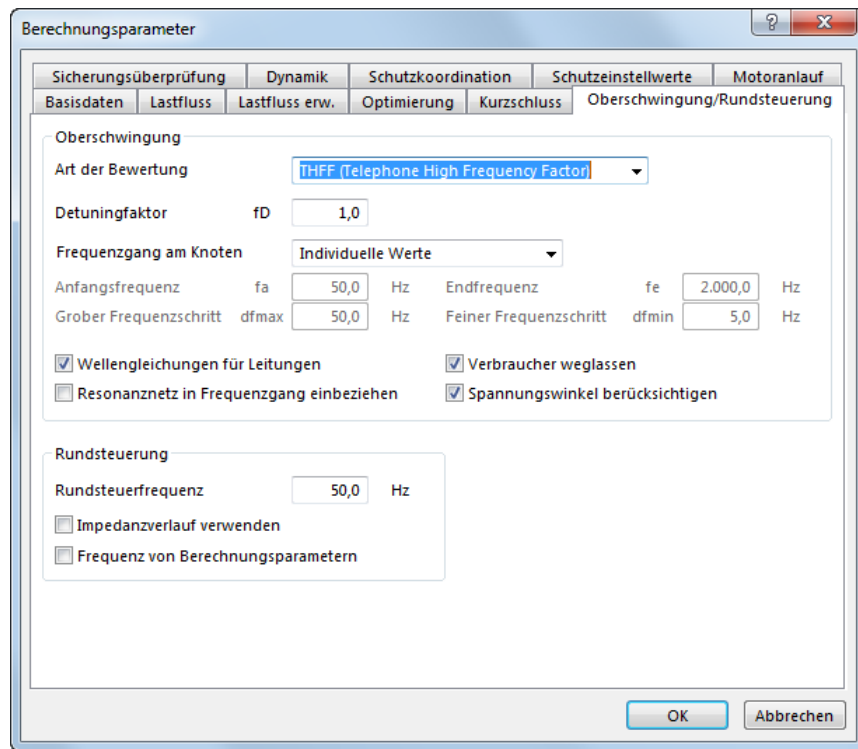 Berechnungsparameter
?
Sicherungsüberprüfung Dynamik Schutzkoordination Schutzeinstellwerte Motoranlauf
Basisdaten Lastfluss Lastfluss erw. Optimierung Kurzschluss Oberschwingung/Rundsteuerung
Oberschwingung
Art der Bewertung THFF (Telephone High Frequency Factor)
Detuningfaktor fD 1,0
Frequenzgang am Knoten Individuelle Werte
Anfangsfrequenz fa 50,0 Hz Endfrequenz fe 2.000,0 Hz
Grober Frequenzschritt dfmax 50,0 Hz Feiner Frequenzschritt dfmin 5,0 Hz
Wellengleichungen für Leitungen Verbraucher weglassen
Resonanznetz in Frequenzgang einbeziehen Spannungswinkel berücksichtigen
Rundsteuerung
Rundsteuerfrequenz 50,0 Hz
Impedanzverlauf verwenden
Frequenz von Berechnungsparametern
OK Abbrechen